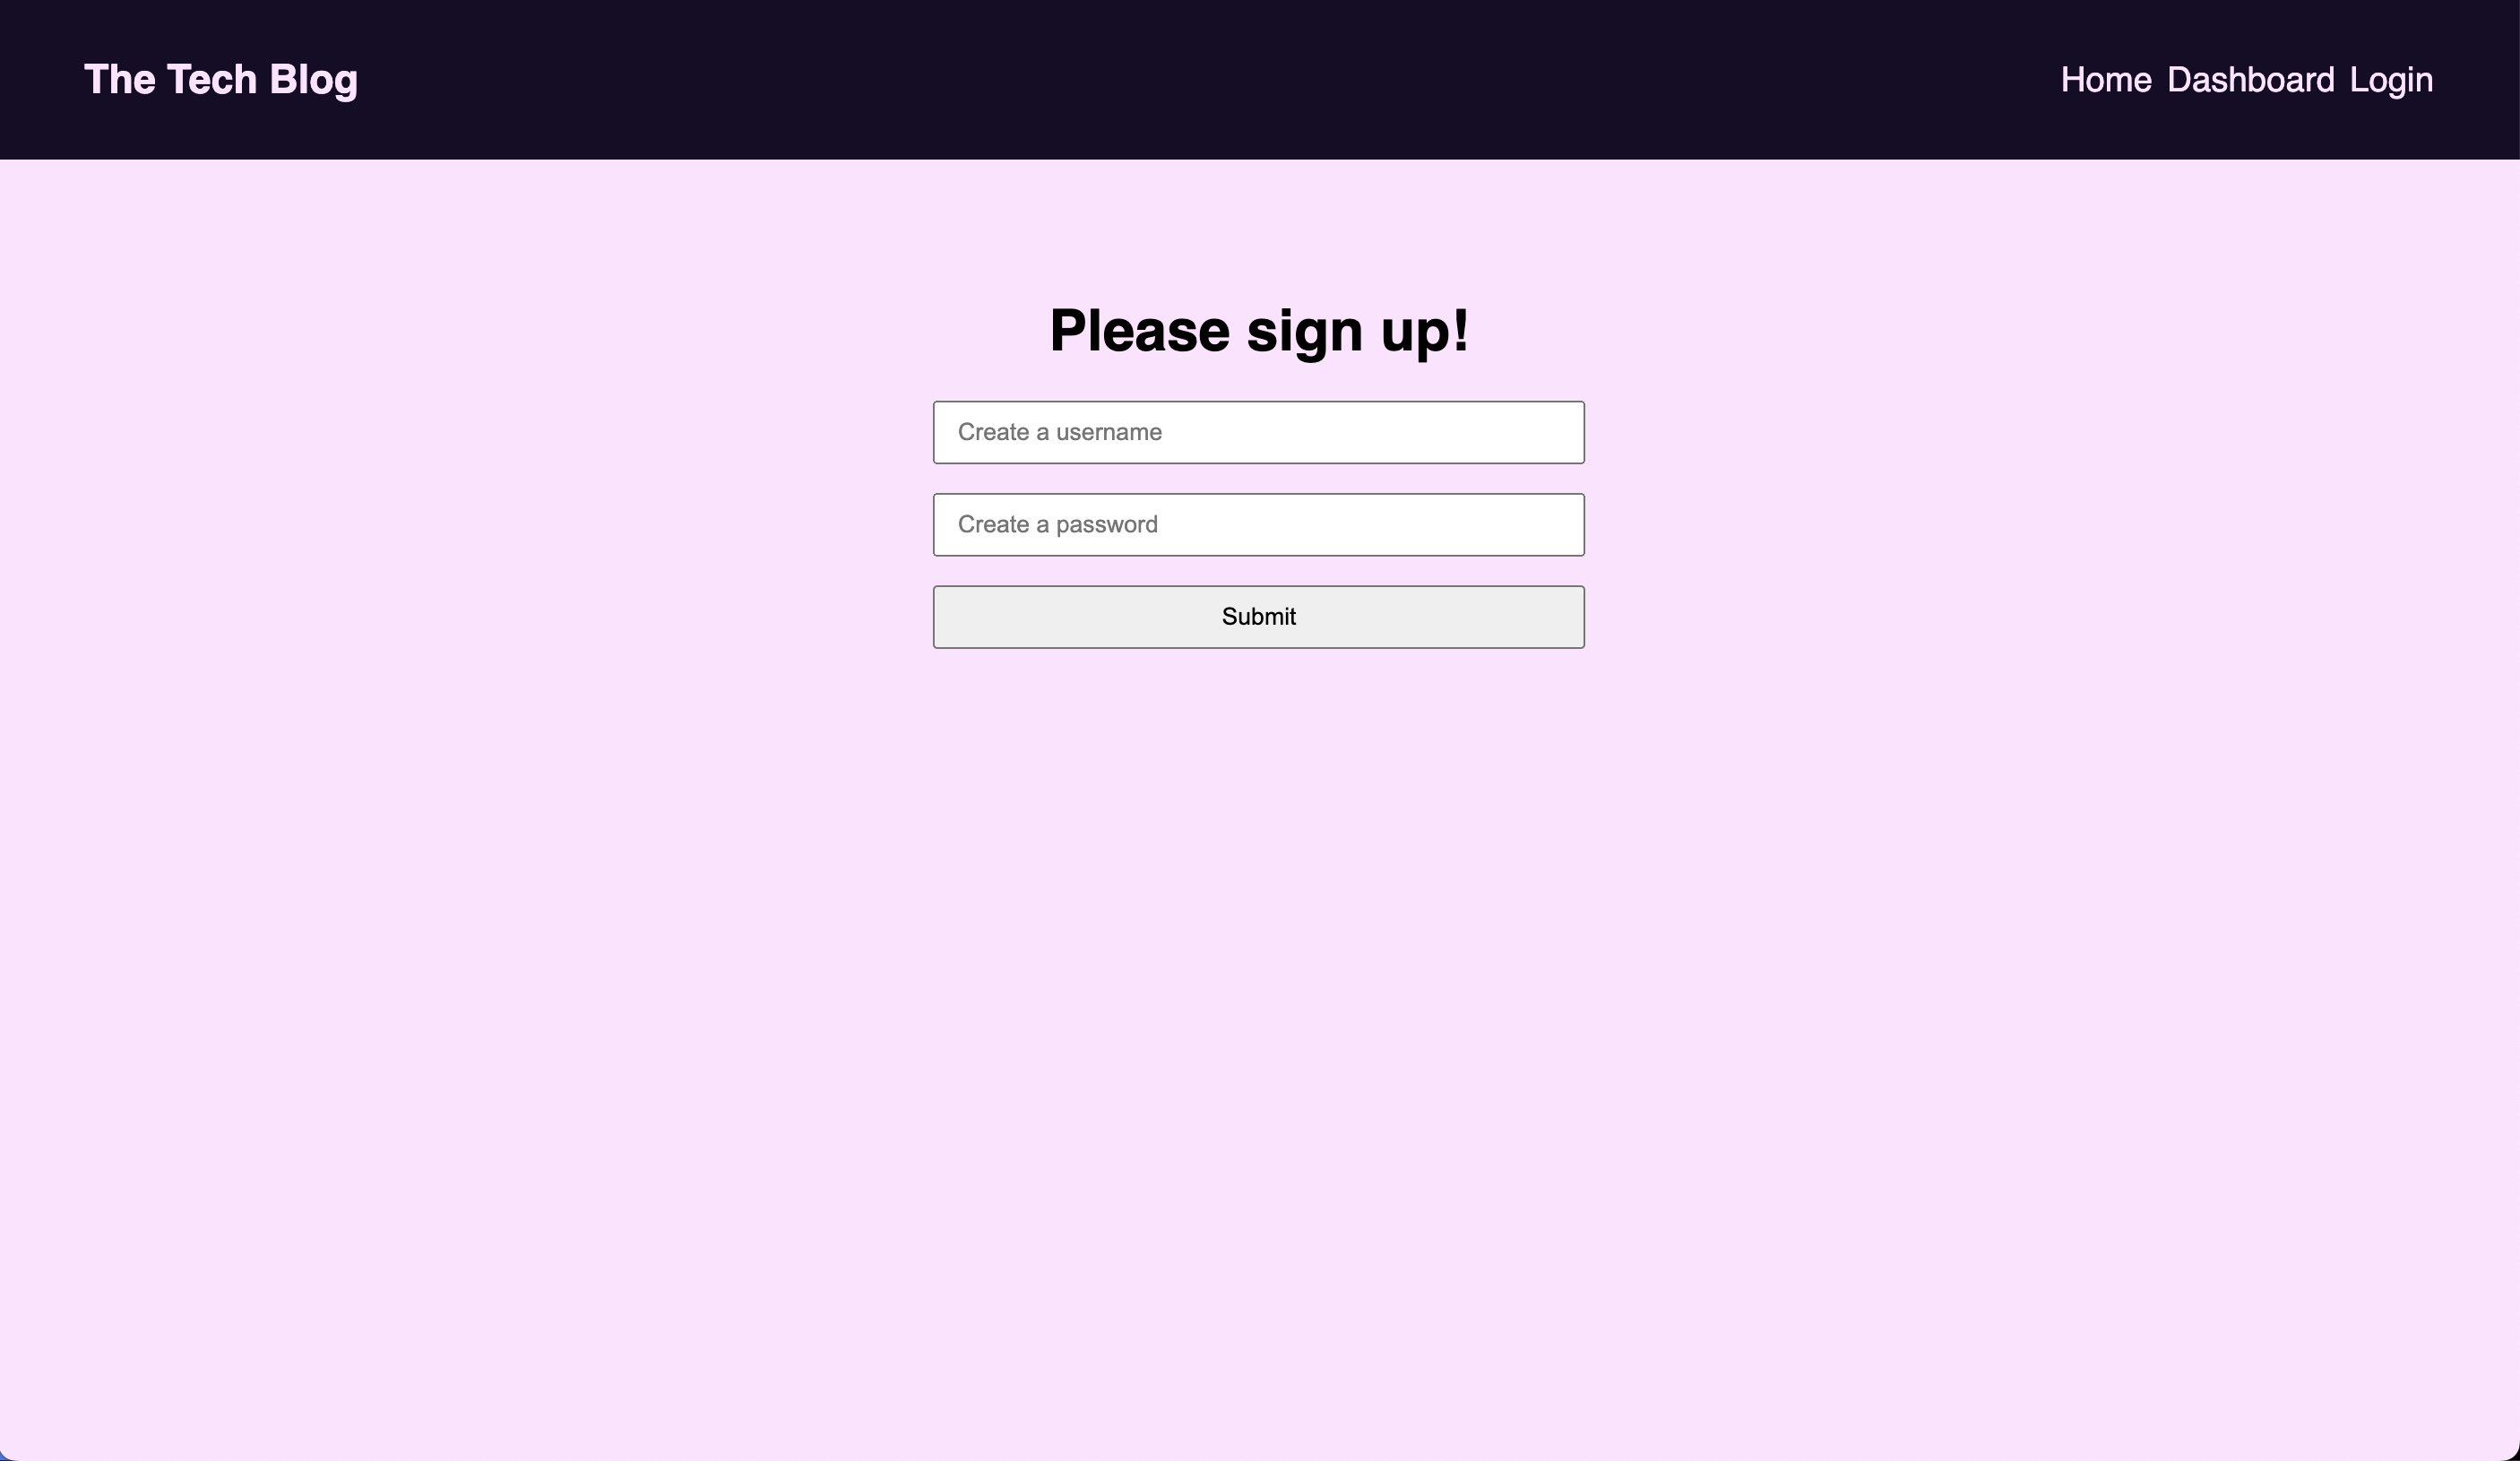 The Tech Blog
Home Dashboard Login
Please sign up!
Create a username
Create a password
Submit